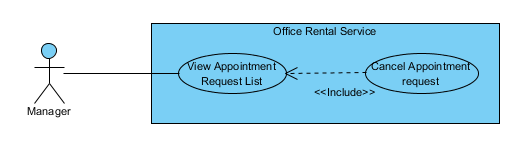 Office Rental Service
View Appointment
Request List
Cancel Appointment
request
<<Include>>
Manager